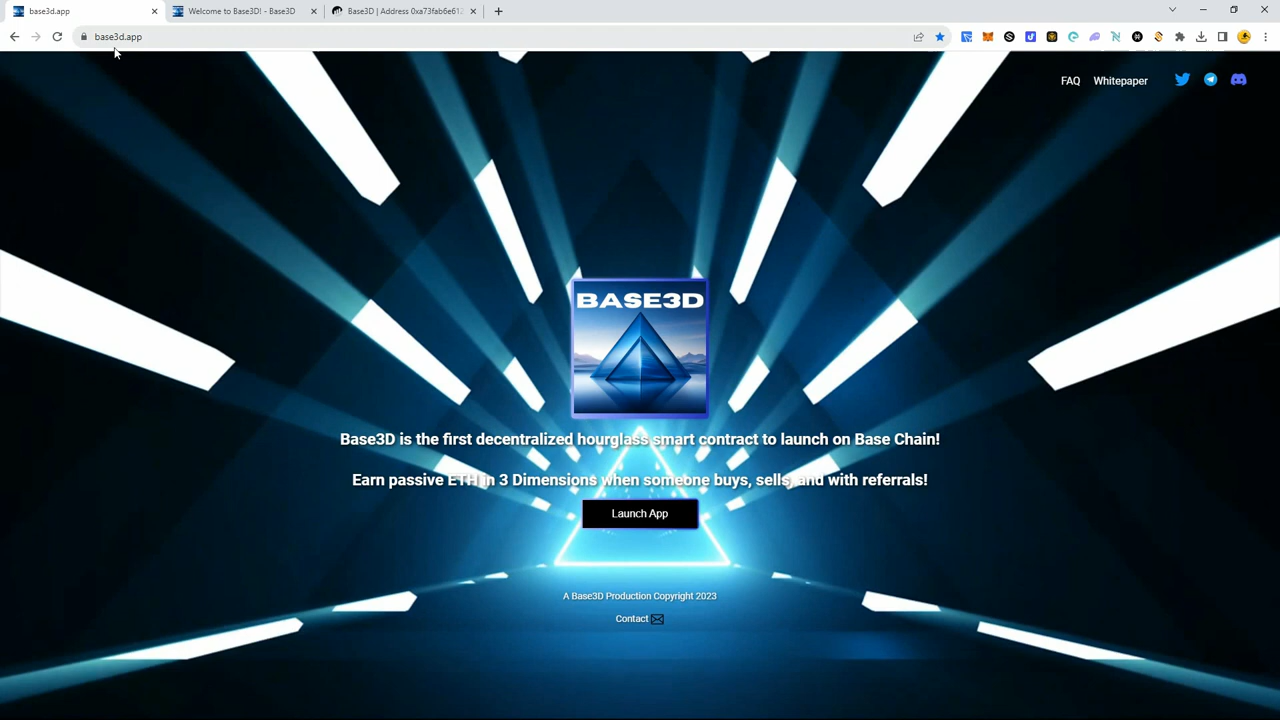 base3d.app
Welcome to Base3D! - Base3D
Base3D | Address 0xa73fab6e612
base3d.app
FAQ
Whitepaper
BASE3D
Base3D is the first decentralized hourglass smart contract to launch on Base Chain!
Earn passive ETH in 3 Dimensions when someone buys, sells, and with referrals!
Launch App
A Base3D Production Copyright 2023
Contact